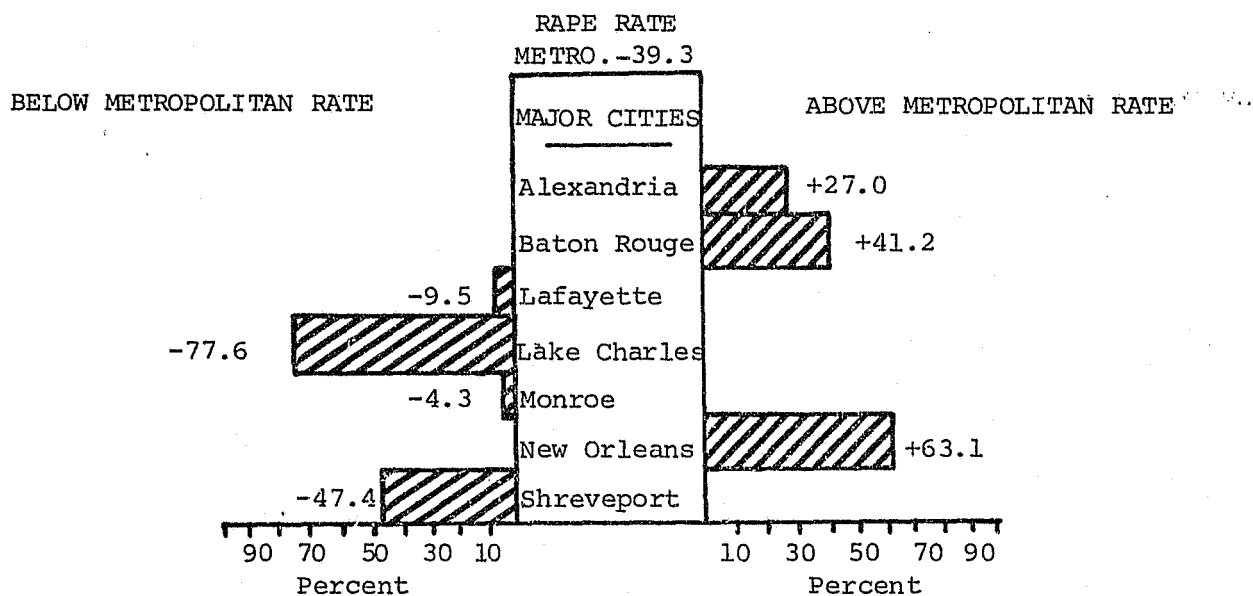 RAPE RATE
METRO.-39.3
BELOW METROPOLITAN RATE
ABOVE METROPOLITAN RATE
MAJOR CITIES
Alexandria +27.0
Baton Rouge +41.2
-9.5 Lafayette
-77.6 Lake Charles
-4.3 Monroe
New Orleans +63.1
-47.4 Shreveport
90 70 50 30 10 10 30 50 70 90
Percent Percent